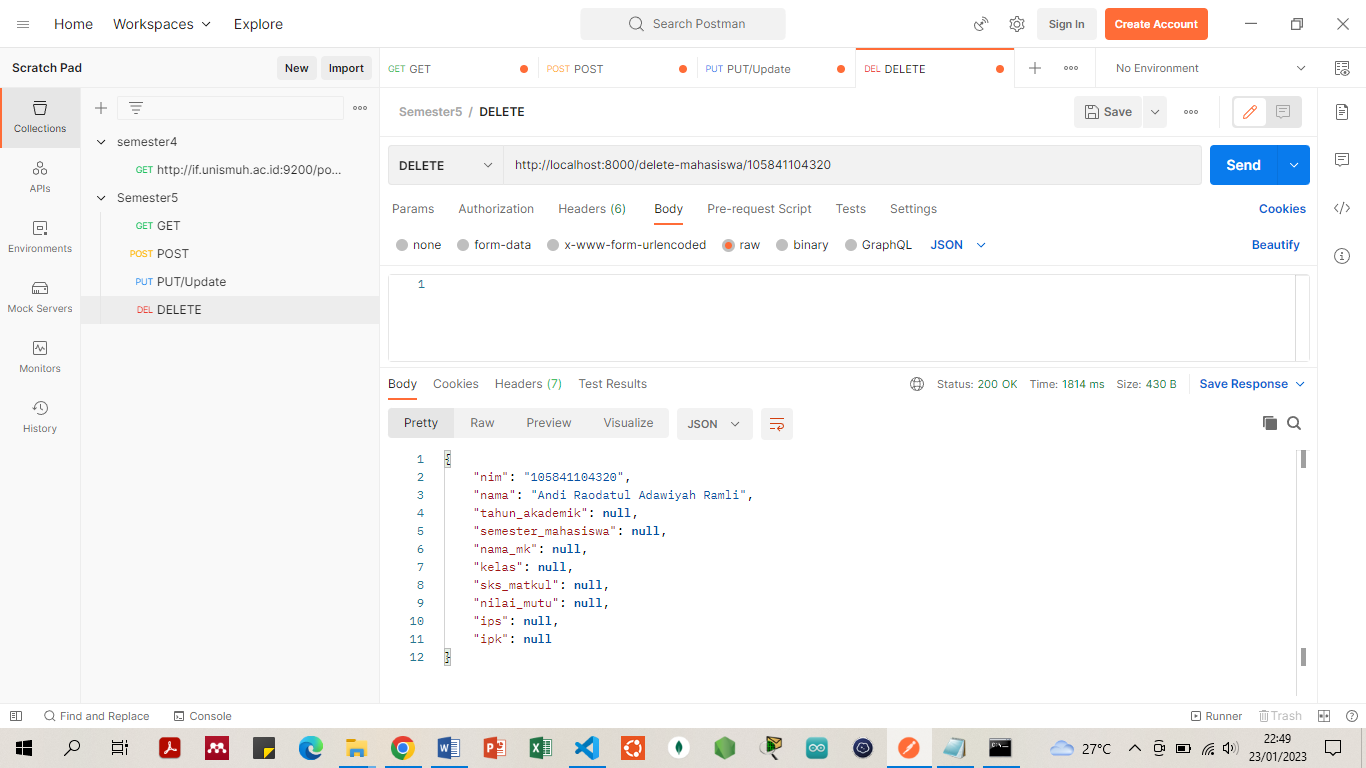 Home Workspaces Explore Search Postman Sign In Create Account
Scratch Pad New Import GET GET POST POST PUT PUT/Update DEL DELETE No Environment
Collections
APIs
Environments
Mock Servers
Monitors
History
semester4
GET http://if.unismuh.ac.id:9200/po...
Semester5
GET GET
POST POST
PUT PUT/Update
DEL DELETE
Semester5 / DELETE Save
DELETE http://localhost:8000/delete-mahasiswa/105841104320 Send
Params Authorization Headers (6) Body Pre-request Script Tests Settings Cookies
none form-data x-www-form-urlencoded raw binary GraphQL JSON Beautify
1
Body Cookies Headers (7) Test Results Status: 200 OK Time: 1814 ms Size: 430 B Save Response
Pretty Raw Preview Visualize JSON
1 {
2 "nim": "105841104320",
3 "nama": "Andi Raodatul Adawiyah Ramli",
4 "tahun_akademik": null,
5 "semester_mahasiswa": null,
6 "nama_mk": null,
7 "kelas": null,
8 "sks_matkul": null,
9 "nilai_mutu": null,
10 "ips": null,
11 "ipk": null
12 }
Find and Replace Console Runner Trash
27°C 22:49
23/01/2023